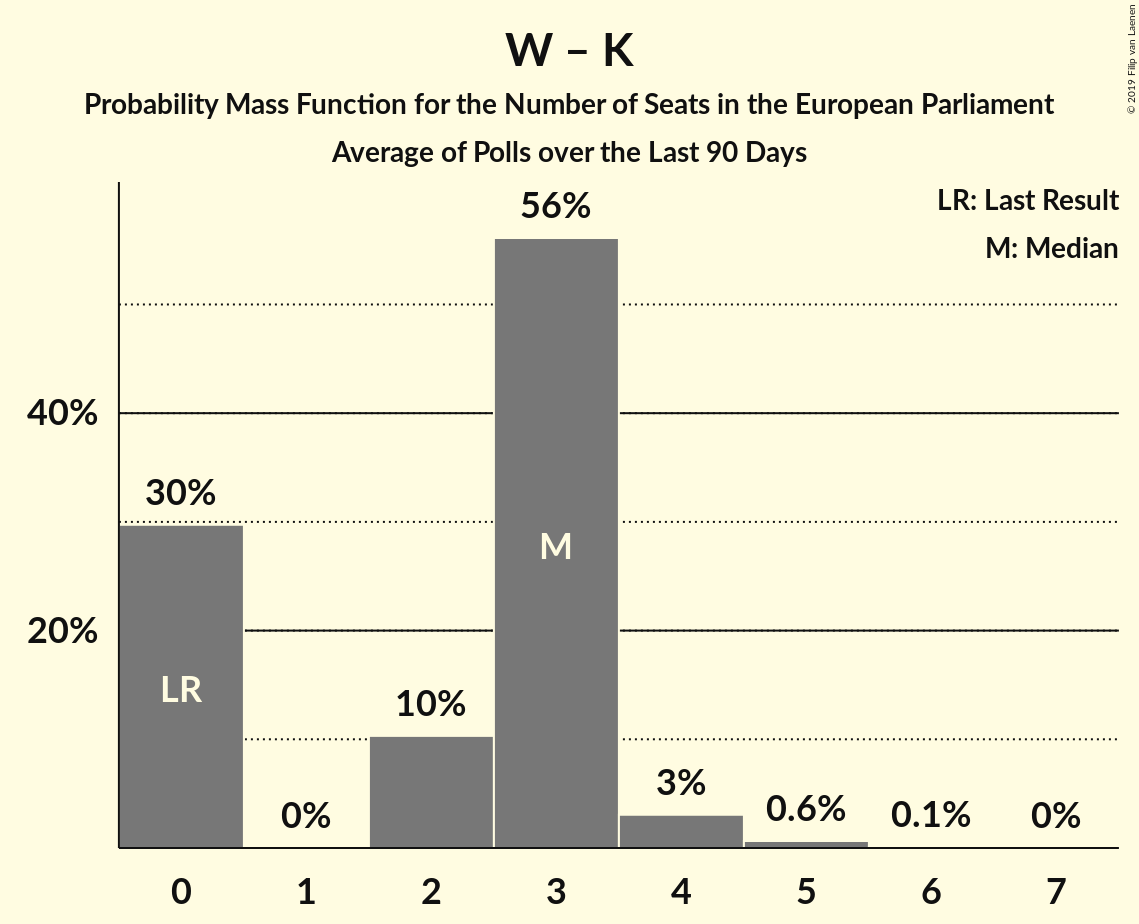 W – K
Probability Mass Function for the Number of Seats in the European Parliament
Average of Polls over the Last 90 Days
© 2019 Filip van Laenen
LR: Last Result
M: Median
56%
40%
30%
M
20%
LR
10%
3%
0%
0.6%
0.1%
0%
0 1 2 3 4 5 6 7